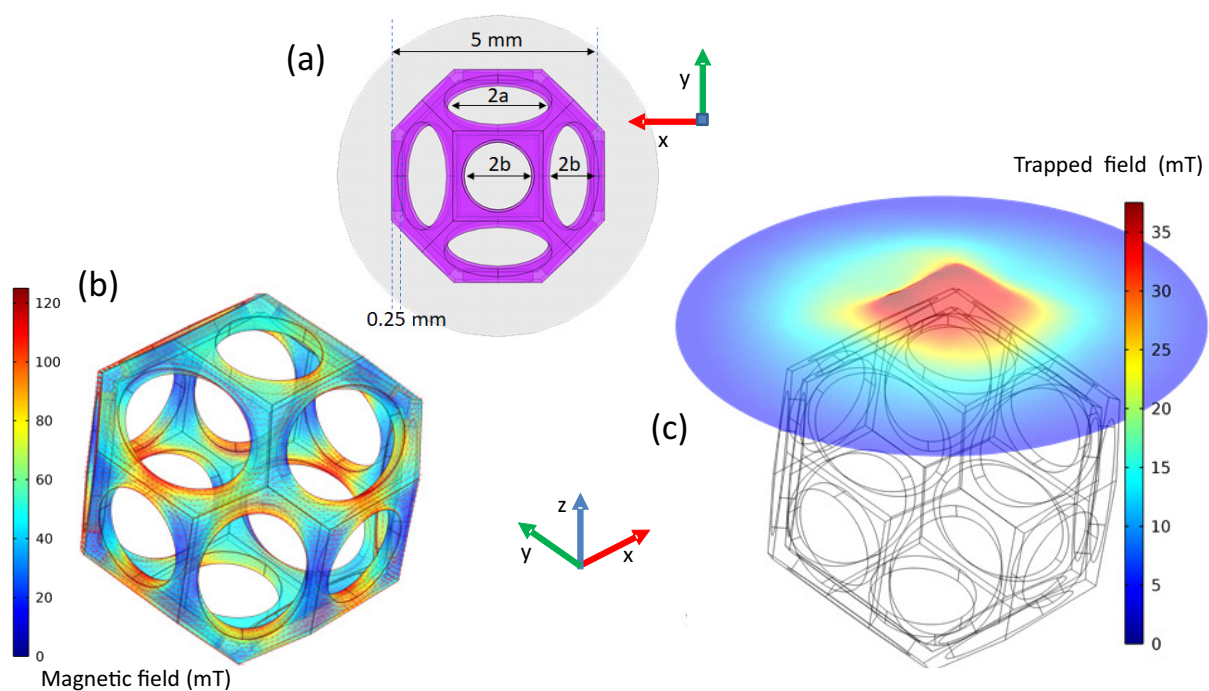 (a)
5 mm
2a
2b
2b
0.25 mm
y
x
(b)
120
100
80
60
40
20
0
Magnetic field (mT)
z
y
x
Trapped field (mT)
35
30
25
20
15
10
5
0
(c)